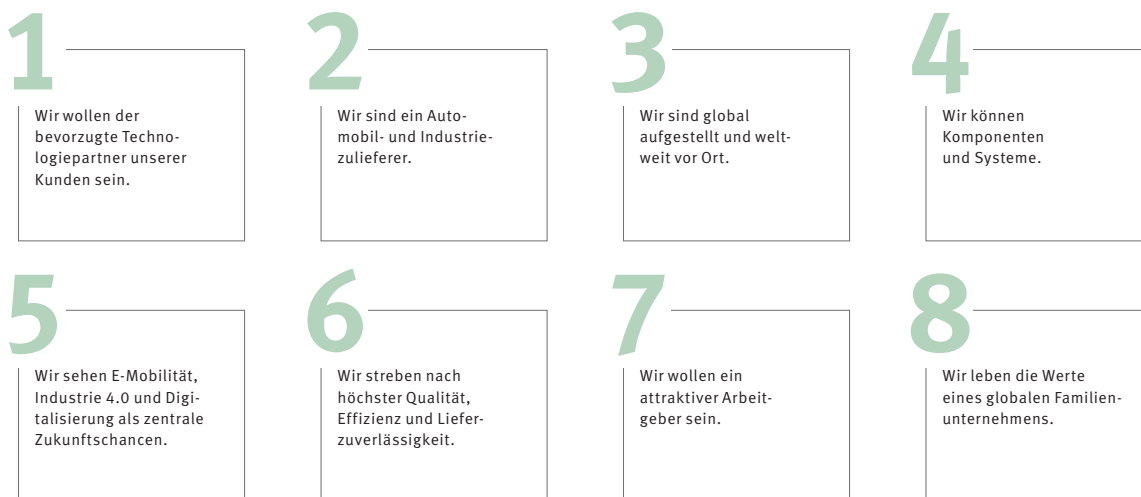 1
Wir wollen der
bevorzugte Techno-
logiepartner unserer
Kunden sein.
2
Wir sind ein Auto-
mobil- und Industrie-
zulieferer.
3
Wir sind global
aufgestellt und welt-
weit vor Ort.
4
Wir können
Komponenten
und Systeme.
5
Wir sehen E-Mobilität,
Industrie 4.0 und Digi-
talisierung als zentrale
Zukunftschancen.
6
Wir streben nach
höchster Qualität,
Effizienz und Liefer-
zuverlässigkeit.
7
Wir wollen ein
attraktiver Arbeit-
geber sein.
8
Wir leben die Werte
eines globalen Familien-
unternehmens.